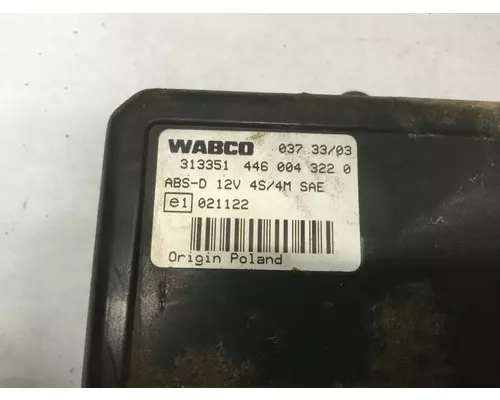 WABCO 037 33/03
313351 446 004 322 0
ABS-D 12V 4S/4M SAE
e1 021122
Origin Poland